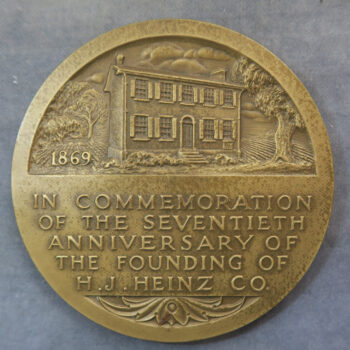 1869
IN COMMEMORATION
OF THE SEVENTIETH
ANNIVERSARY OF
THE FOUNDING OF
H.J. HEINZ CO.